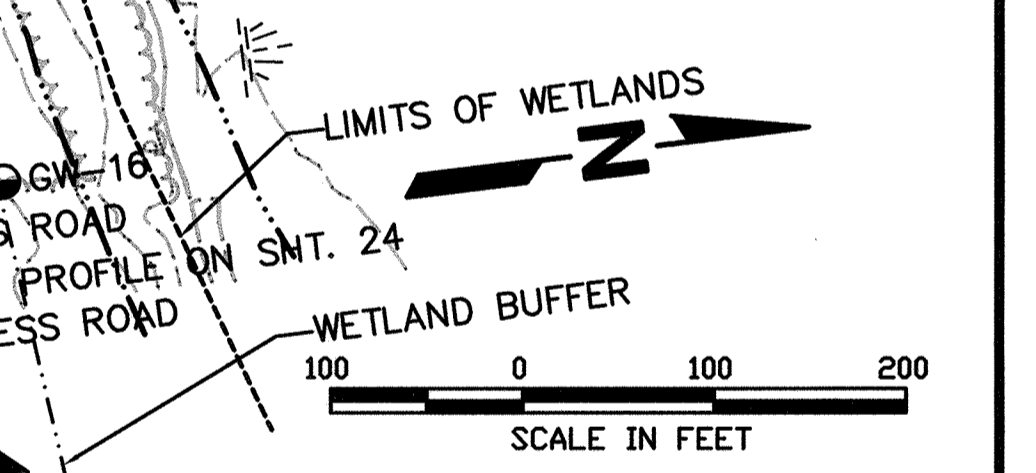 LIMITS OF WETLANDS
N
GW-16
ROAD
PROFILE ON SHT. 24
ESS ROAD
WETLAND BUFFER
100 0 100 200
SCALE IN FEET